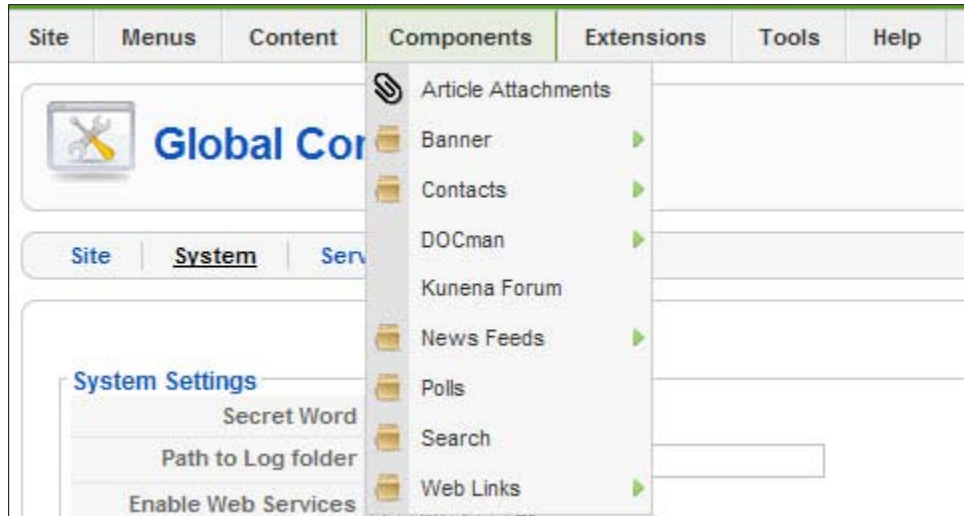 Site Menus Content Components Extensions Tools Help
Article Attachments
Banner
Contacts
DOCman
Kunena Forum
News Feeds
Polls
Search
Web Links
Global Cor
Site System Serv
System Settings
Secret Word
Path to Log folder
Enable Web Services